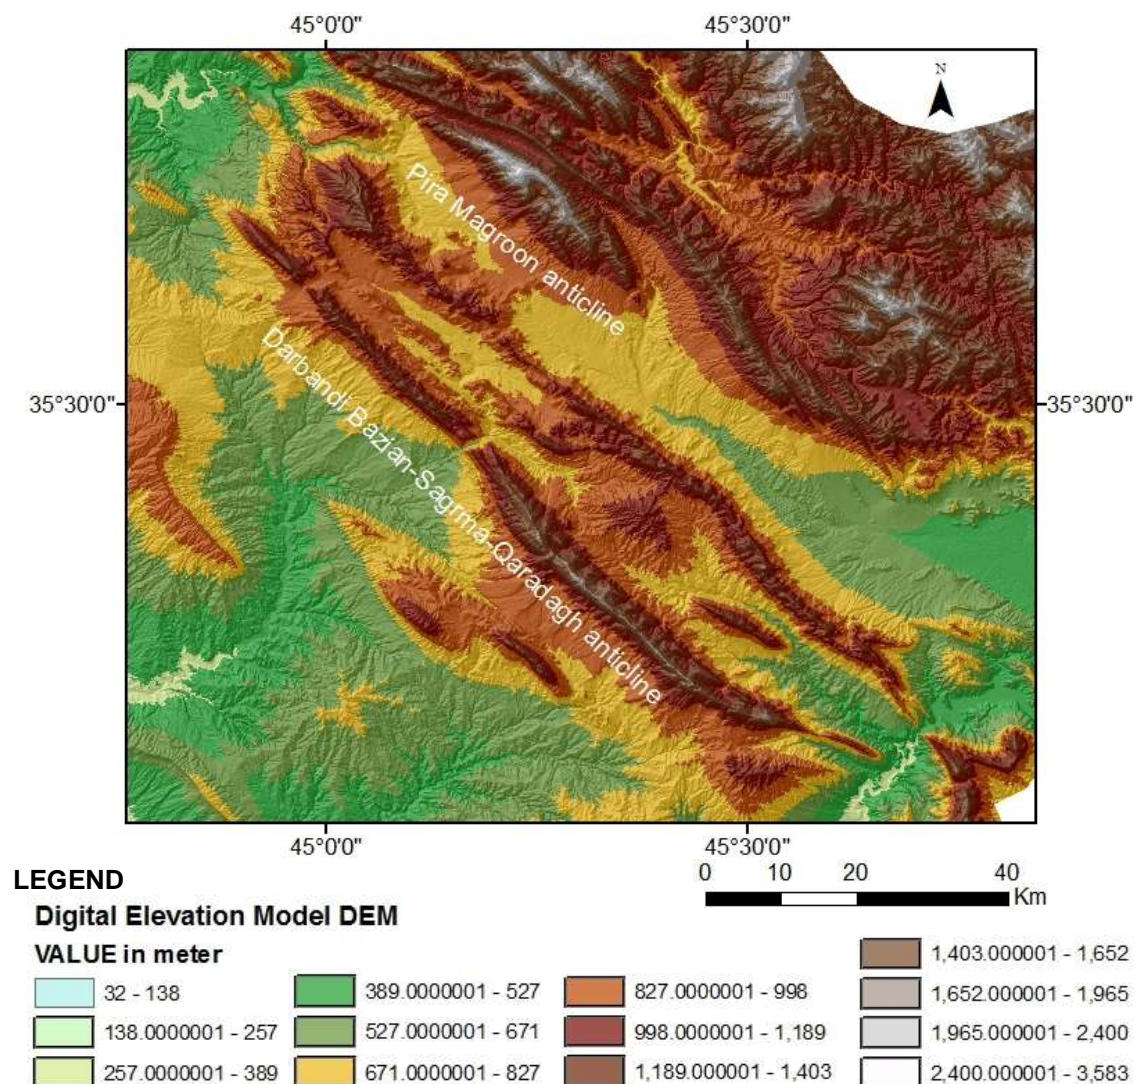 45°0'0" 45°30'0"
N
Pira Magroon anticline
Darbandi Bazian-Sagrma-Qaradagh anticline
35°30'0" 35°30'0"
45°0'0" 45°30'0"
LEGEND
0 10 20 40
Km
Digital Elevation Model DEM
VALUE in meter
32 - 138
138.0000001 - 257
257.0000001 - 389
389.0000001 - 527
527.0000001 - 671
671.0000001 - 827
827.0000001 - 998
998.0000001 - 1,189
1,189.000001 - 1,403
1,403.000001 - 1,652
1,652.000001 - 1,965
1,965.000001 - 2,400
2,400.000001 - 3,583